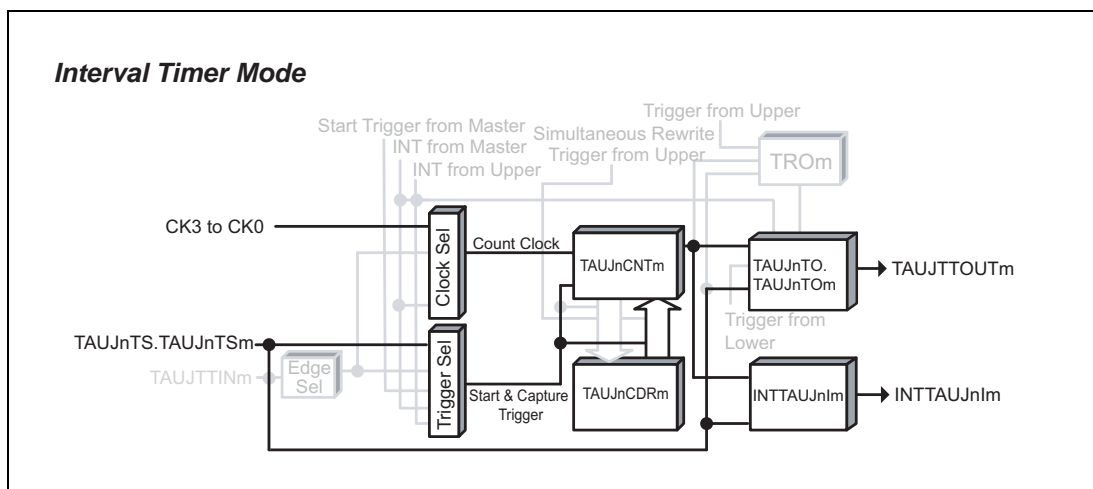 Interval Timer Mode
Trigger from Upper
Start Trigger from Master
Simultaneous Rewrite
INT from Master
Trigger from Upper
INT from Upper
TROm
CK3 to CK0
Clock Sel
Count Clock
TAUJnCNTm
TAUJnTO.
TAUJnTOm
TAUJTTOUTm
Trigger from
Lower
TAUJnTS.TAUJnTSm
TAUJTTINm
Edge
Sel
Trigger Sel
Start & Capture
Trigger
TAUJnCDRm
INTTAUJnIm
INTTAUJnIm